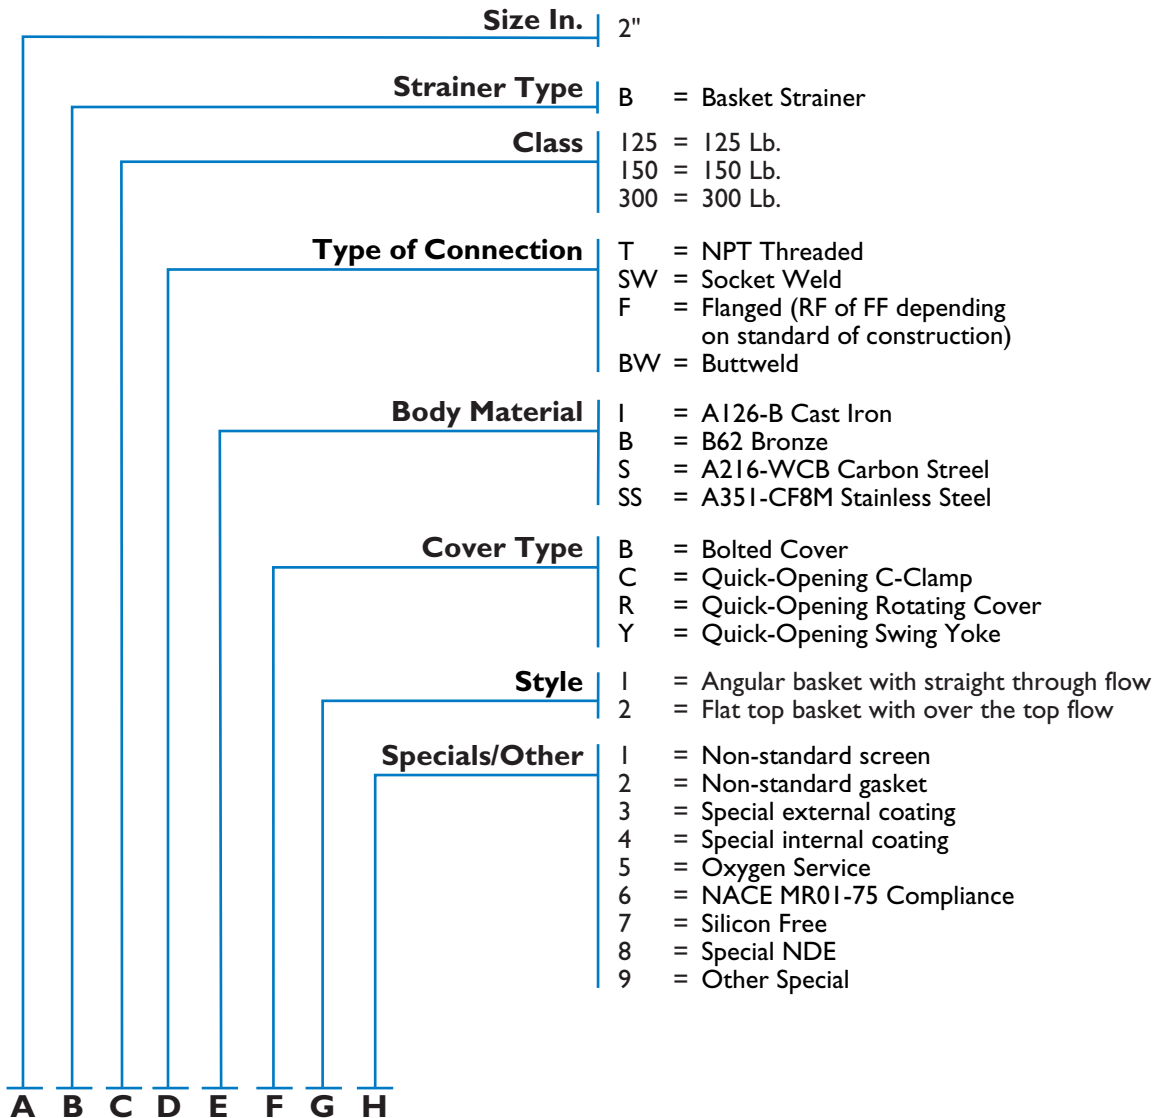 Size In. 2"
Strainer Type B = Basket Strainer
Class 125 = 125 Lb.
150 = 150 Lb.
300 = 300 Lb.
Type of Connection T = NPT Threaded
SW = Socket Weld
F = Flanged (RF of FF depending
on standard of construction)
BW = Buttweld
Body Material I = A126-B Cast Iron
B = B62 Bronze
S = A216-WCB Carbon Streel
SS = A351-CF8M Stainless Steel
Cover Type B = Bolted Cover
C = Quick-Opening C-Clamp
R = Quick-Opening Rotating Cover
Y = Quick-Opening Swing Yoke
Style 1 = Angular basket with straight through flow
2 = Flat top basket with over the top flow
Specials/Other 1 = Non-standard screen
2 = Non-standard gasket
3 = Special external coating
4 = Special internal coating
5 = Oxygen Service
6 = NACE MR01-75 Compliance
7 = Silicon Free
8 = Special NDE
9 = Other Special
A B C D E F G H